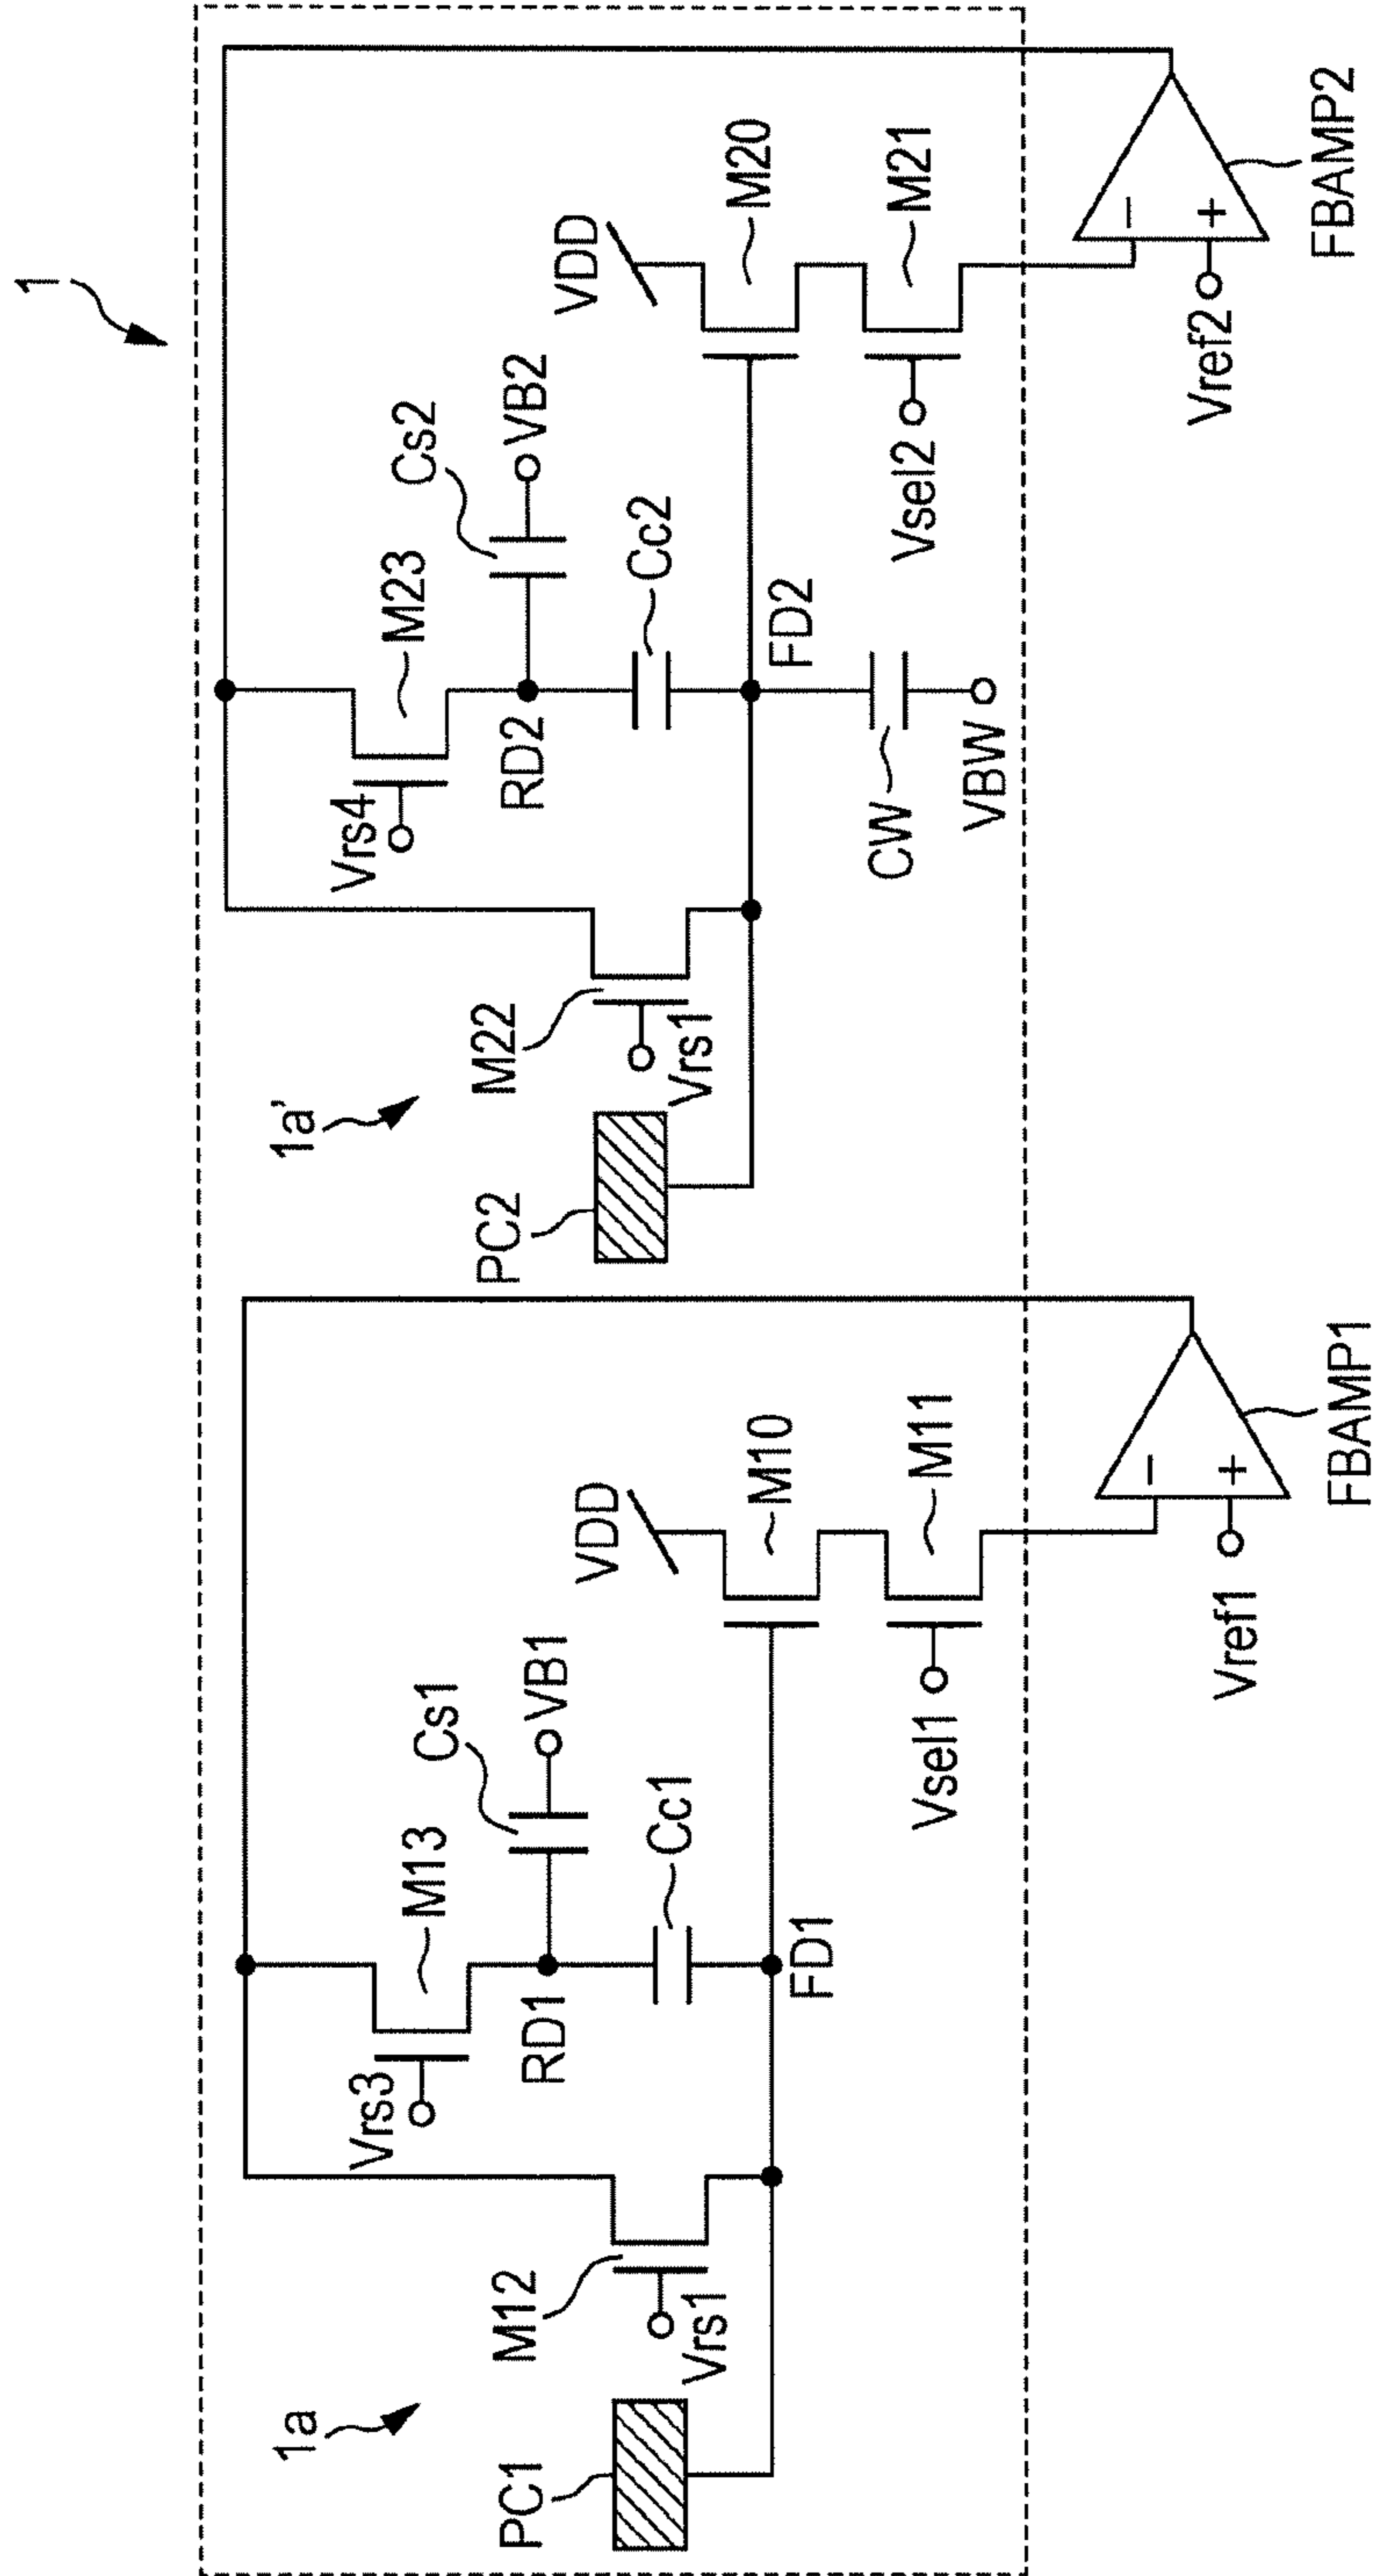 1
1a
PC1
M12
Vrs1
Vrs3
M13
RD1
Cs1
VB1
Cc1
FD1
VDD
M10
M11
Vsel1
Vref1
−
+
FBAMP1
1a'
PC2
M22
Vrs1
Vrs4
M23
RD2
Cs2
VB2
Cc2
FD2
CW
VBW
VDD
M20
M21
Vsel2
Vref2
−
+
FBAMP2